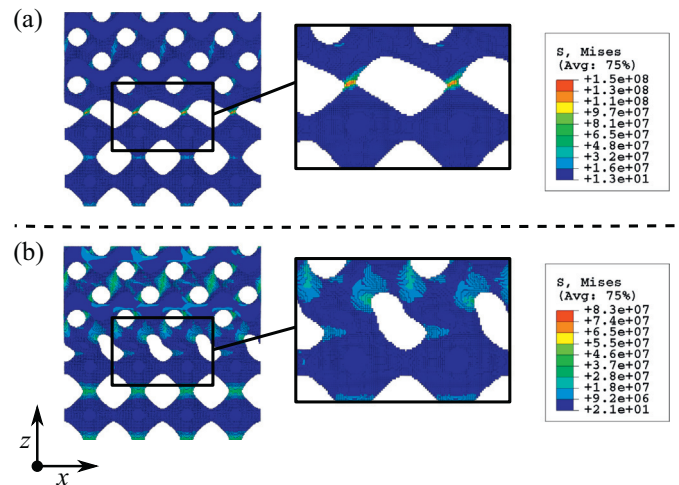 (a)
S, Mises
(Avg: 75%)
+1.5e+08
+1.3e+08
+1.1e+08
+9.7e+07
+8.1e+07
+6.5e+07
+4.8e+07
+3.2e+07
+1.6e+07
+1.3e+01
(b)
S, Mises
(Avg: 75%)
+8.3e+07
+7.4e+07
+6.5e+07
+5.5e+07
+4.6e+07
+3.7e+07
+2.8e+07
+1.8e+07
+9.2e+06
+2.1e+01
z
x